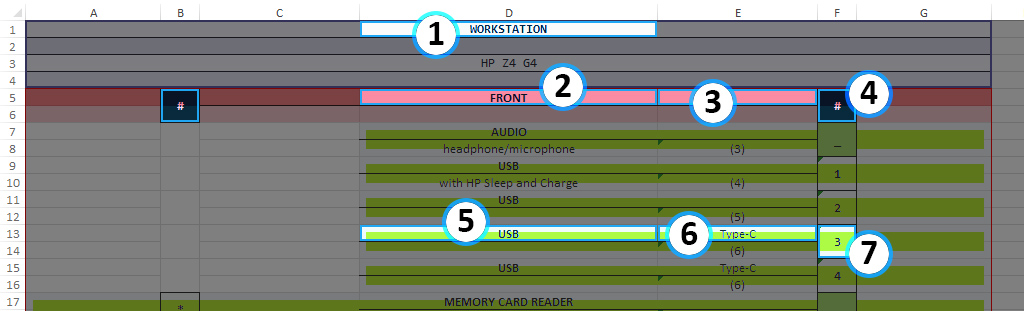 A B C D E F G
1 WORKSTATION 1
2
3 HP Z4 G4
4
5 # FRONT 2 3 # 4
6
7 AUDIO
8 headphone/microphone (3) _
9 USB
10 with HP Sleep and Charge (4) 1
11 USB
12 (5) 2
13 5 USB 6 Type-C
14 (6) 3 7
15 USB Type-C
16 (6) 4
17 * MEMORY CARD READER